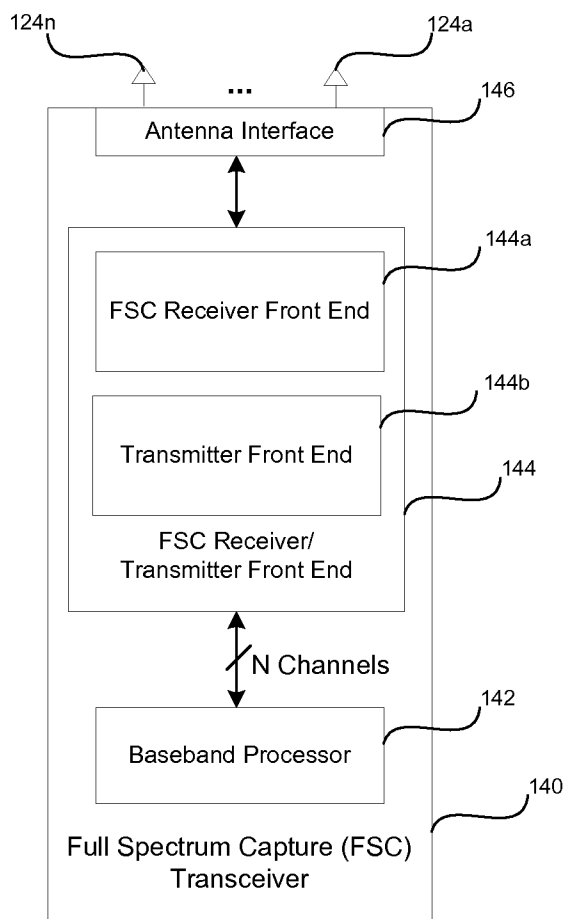 124n
124a
...
146
Antenna Interface
144a
FSC Receiver Front End
144b
Transmitter Front End
144
FSC Receiver/
Transmitter Front End
N Channels
142
Baseband Processor
140
Full Spectrum Capture (FSC)
Transceiver